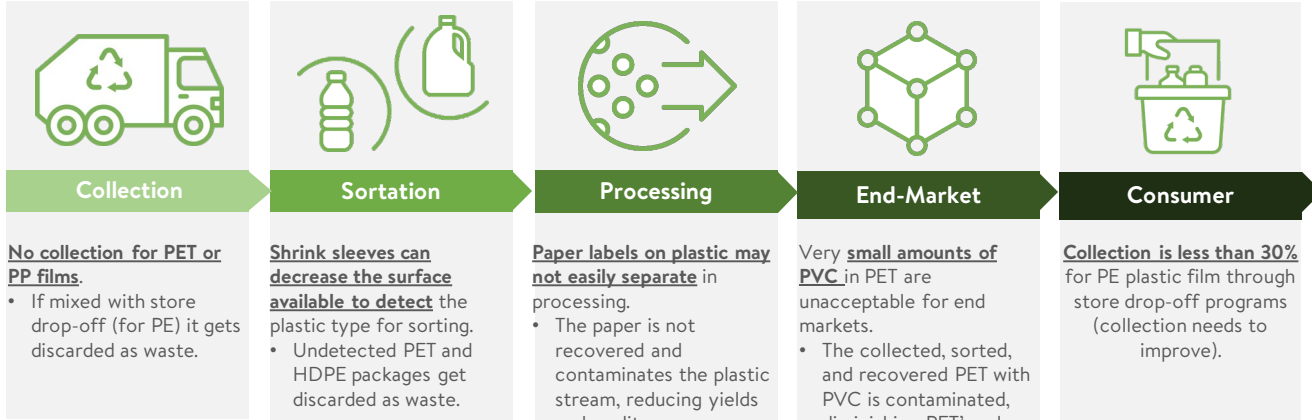 Collection
Sortation
Processing
End-Market
Consumer
No collection for PET or
PP films.
• If mixed with store
drop-off (for PE) it gets
discarded as waste.
Shrink sleeves can
decrease the surface
available to detect the
plastic type for sorting.
• Undetected PET and
HDPE packages get
discarded as waste.
Paper labels on plastic may
not easily separate in
processing.
• The paper is not
recovered and
contaminates the plastic
stream, reducing yields
Very small amounts of
PVC in PET are
unacceptable for end
markets.
• The collected, sorted,
and recovered PET with
PVC is contaminated,
Collection is less than 30%
for PE plastic film through
store drop-off programs
(collection needs to
improve).